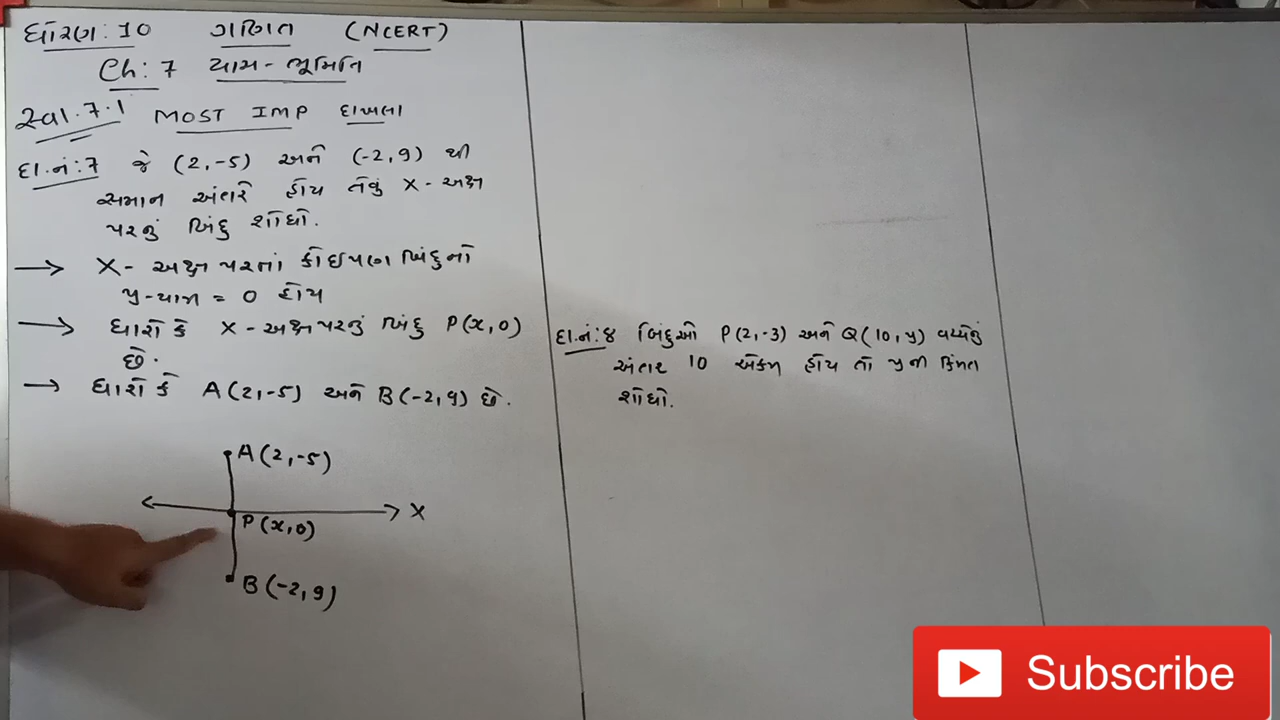 ધોરણ: 10 ગણિત (NCERT)
Ch: 7 યામ-ભૂમિતિ
સ્વા. 7.1 MOST IMP દાખલા
દા.નં:7 જે (2,-5) અને (-2,9) થી
સમાન અંતરે હોય તેવું X-અક્ષ
પરનું બિંદુ શોધો.
→ X-અક્ષ પરનાં કોઈપણ બિંદુનો
y-યામ = 0 હોય
→ ધારો કે X-અક્ષ પરનું બિંદુ P(x,0)
છે.
→ ધારો કે A(2,-5) અને B(-2,9) છે.
A(2,-5)
X
P(x,0)
B(-2,9)
દા.નં:8 બિંદુઓ P(2,-3) અને Q(10,y) વચ્ચેનું
અંતર 10 એકમ હોય તો yની કિંમત
શોધો.
Subscribe